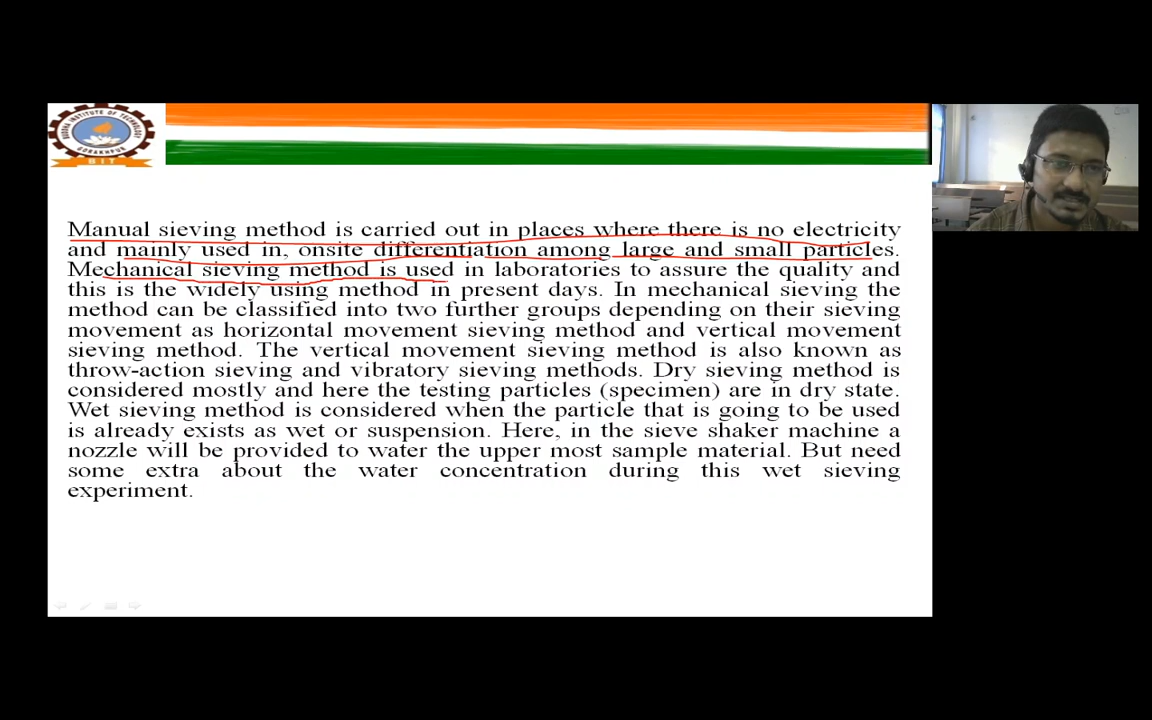 BUDDHA INSTITUTE OF TECHNOLOGY
GORAKHPUR
BIT
Manual sieving method is carried out in places where there is no electricity
and mainly used in, onsite differentiation among large and small particles.
Mechanical sieving method is used in laboratories to assure the quality and
this is the widely using method in present days. In mechanical sieving the
method can be classified into two further groups depending on their sieving
movement as horizontal movement sieving method and vertical movement
sieving method. The vertical movement sieving method is also known as
throw-action sieving and vibratory sieving methods. Dry sieving method is
considered mostly and here the testing particles (specimen) are in dry state.
Wet sieving method is considered when the particle that is going to be used
is already exists as wet or suspension. Here, in the sieve shaker machine a
nozzle will be provided to water the upper most sample material. But need
some extra about the water concentration during this wet sieving
experiment.